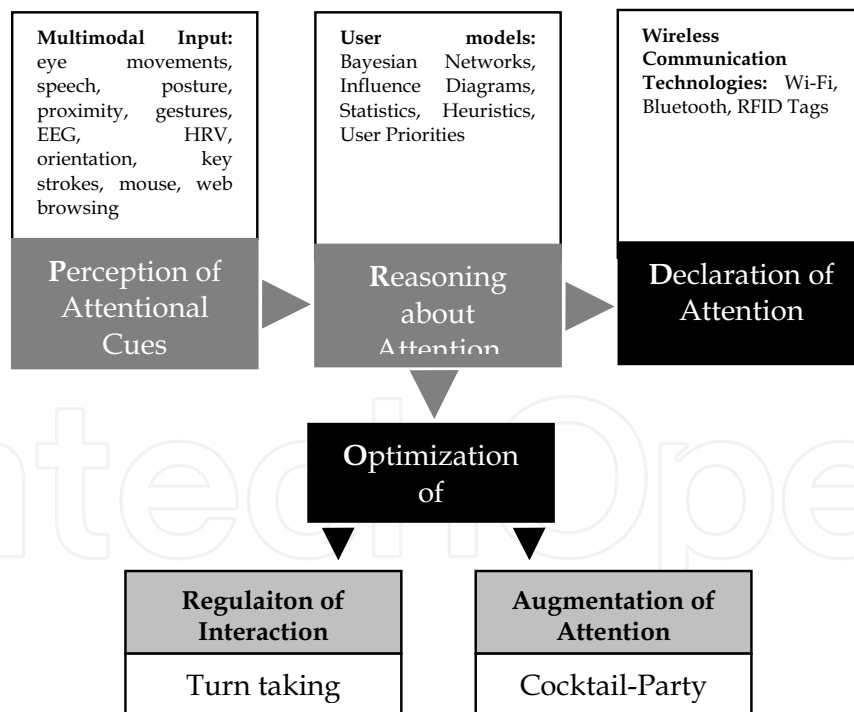 Multimodal Input:
eye movements,
speech, posture,
proximity, gestures,
EEG, HRV,
orientation, key
strokes, mouse, web
browsing
Perception of
Attentional
Cues
User models:
Bayesian Networks,
Influence Diagrams,
Statistics, Heuristics,
User Priorities
Reasoning
about
Attention
Wireless
Communication
Technologies: Wi-Fi,
Bluetooth, RFID Tags
Declaration of
Attention
Optimization
of
Regulaiton of
Interaction
Turn taking
Augmentation of
Attention
Cocktail-Party
ntechOpe